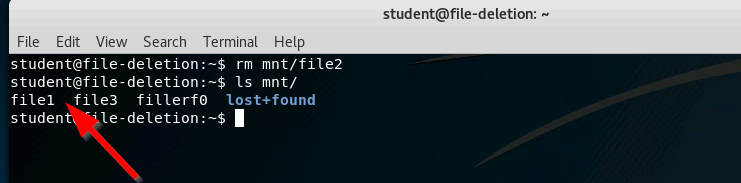 student@file-deletion: ~
File Edit View Search Terminal Help
student@file-deletion:~$ rm mnt/file2
student@file-deletion:~$ ls mnt/
file1  file3  fillerf0  lost+found
student@file-deletion:~$